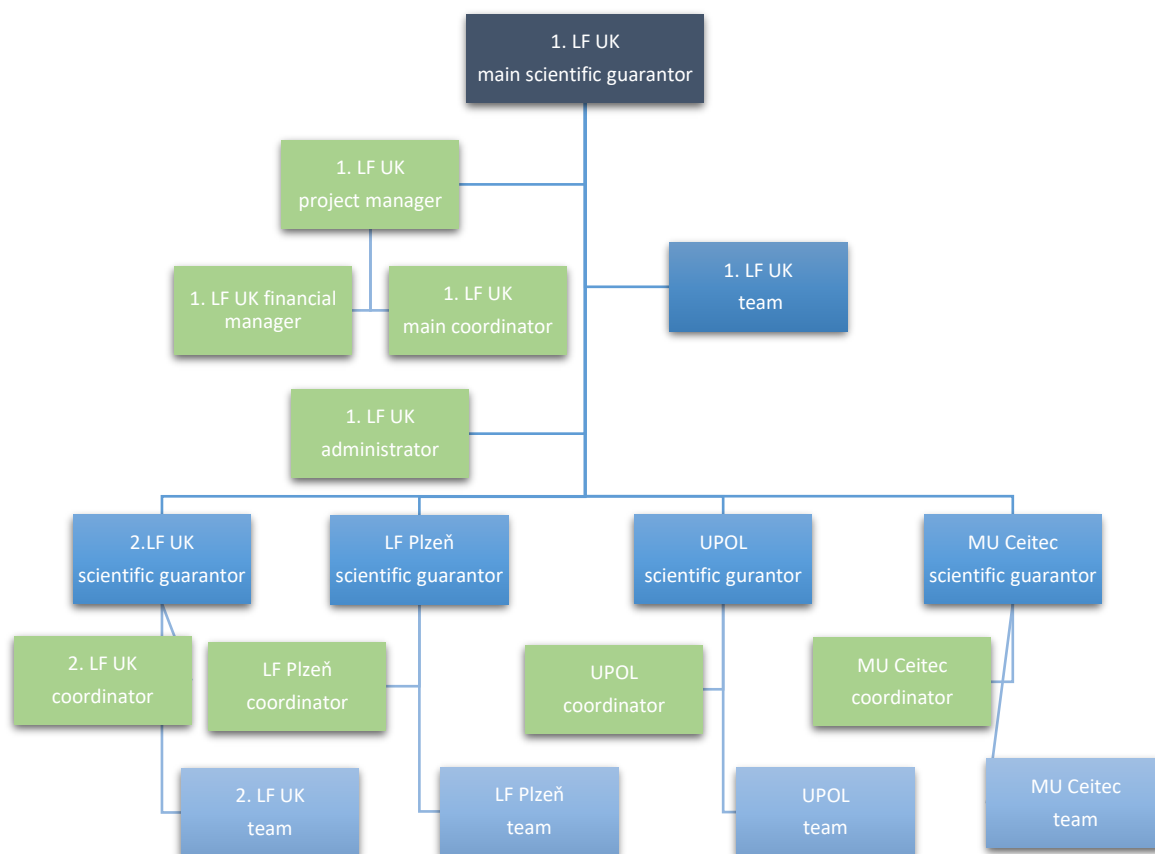 1. LF UK
main scientific guarantor
1. LF UK
project manager
1. LF UK
team
1. LF UK financial
manager
1. LF UK
main coordinator
1. LF UK
administrator
2.LF UK
scientific guarantor
LF Plzeň
scientific guarantor
UPOL
scientific gurantor
MU Ceitec
scientific guarantor
2. LF UK
coordinator
LF Plzeň
coordinator
UPOL
coordinator
MU Ceitec
coordinator
2. LF UK
team
LF Plzeň
team
UPOL
team
MU Ceitec
team